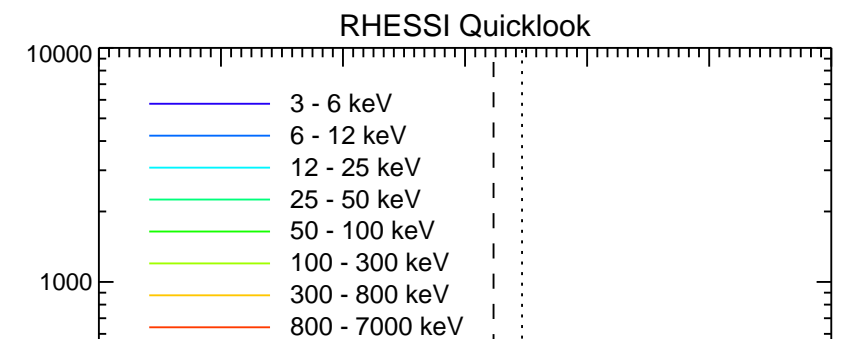 RHESSI Quicklook
10000
3 - 6 keV
6 - 12 keV
12 - 25 keV
25 - 50 keV
50 - 100 keV
1000
100 - 300 keV
300 - 800 keV
800 - 7000 keV